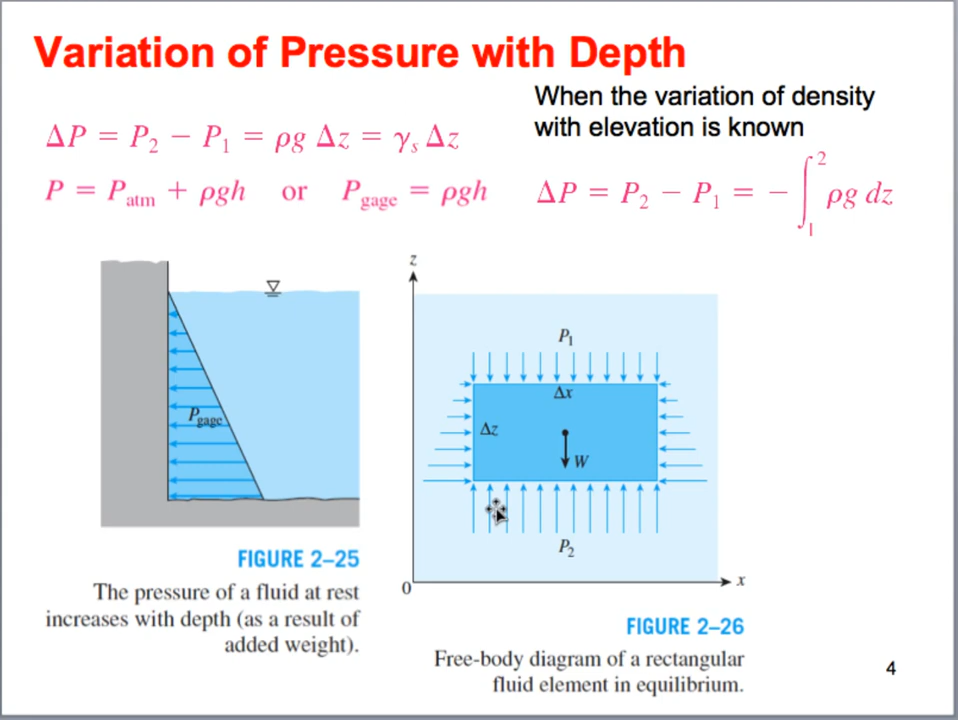 Variation of Pressure with Depth
When the variation of density
with elevation is known
ΔP = P₂ − P₁ = ρg Δz = γₛ Δz
P = Patm + ρgh or Pgage = ρgh
ΔP = P₂ − P₁ = − ∫₁² ρg dz
Pgage
z
P₁
Δx
Δz
W
P₂
0
x
FIGURE 2–25
The pressure of a fluid at rest
increases with depth (as a result of
added weight).
FIGURE 2–26
Free-body diagram of a rectangular
fluid element in equilibrium.
4